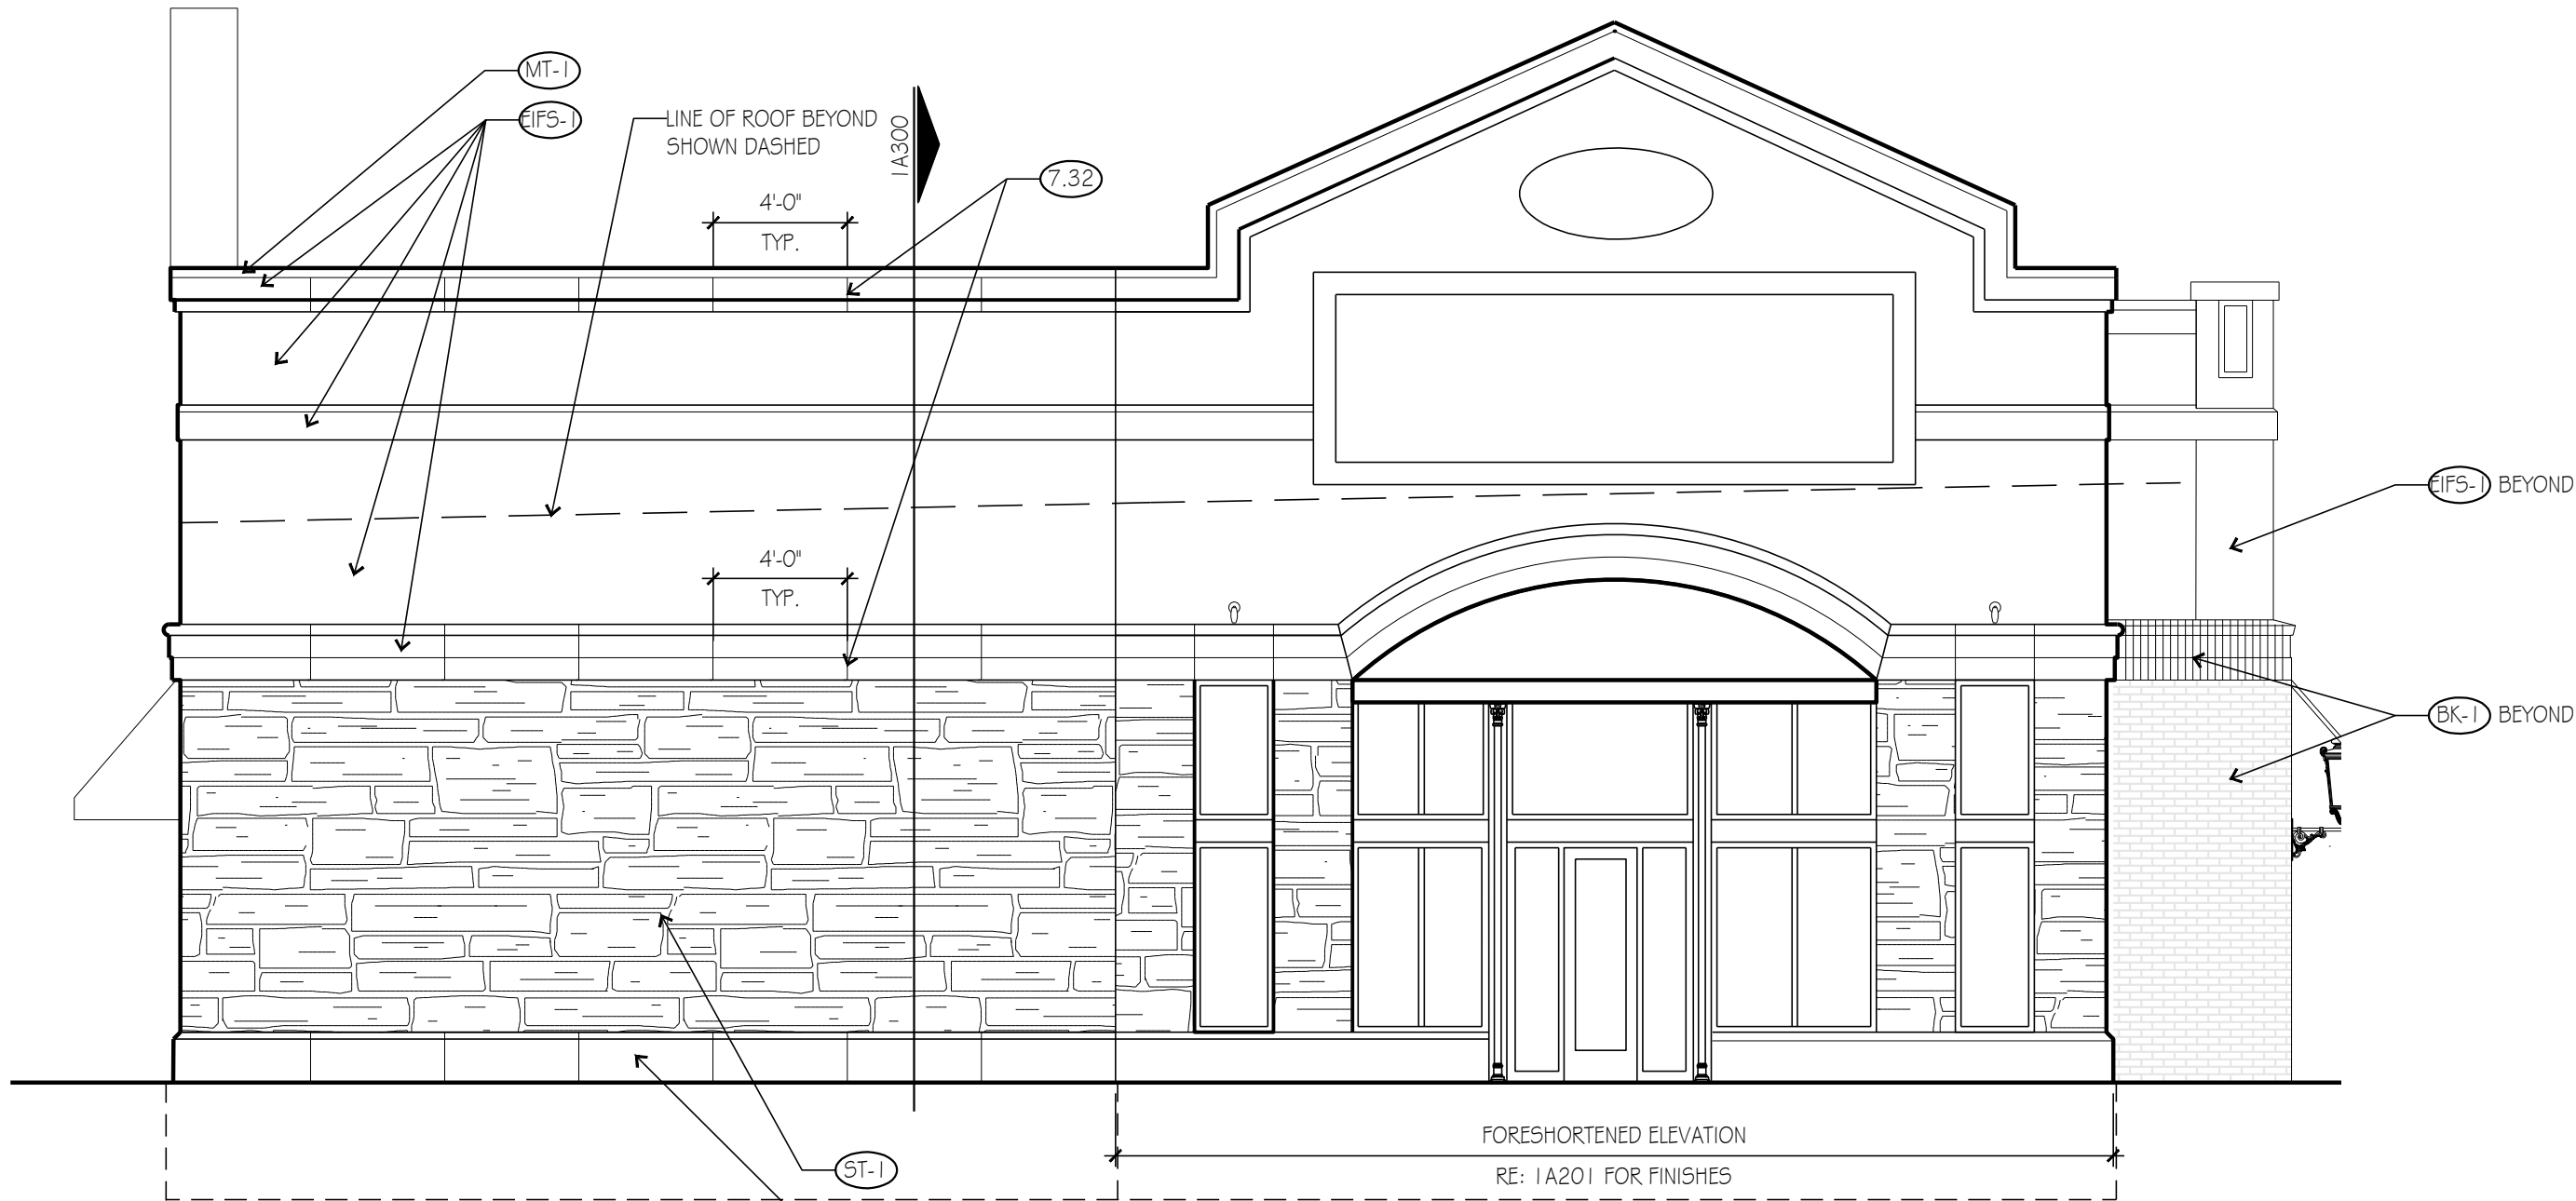 MT-1
EIFS-1
LINE OF ROOF BEYOND
SHOWN DASHED
1A300
7.32
4'-0"
TYP.
EIFS-1 BEYOND
4'-0"
TYP.
BK-1 BEYOND
FORESHORTENED ELEVATION
ST-1
RE: 1A201 FOR FINISHES